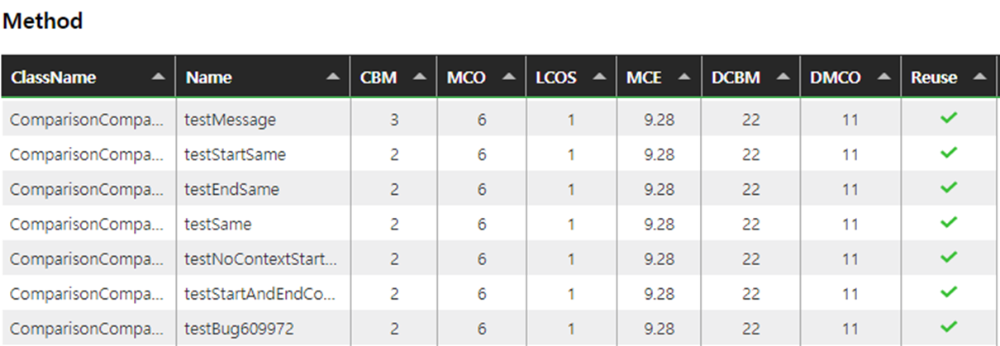 Method
ClassName Name CBM MCO LCOS MCE DCBM DMCO Reuse
ComparisonCompa... testMessage 3 6 1 9.28 22 11
ComparisonCompa... testStartSame 2 6 1 9.28 22 11
ComparisonCompa... testEndSame 2 6 1 9.28 22 11
ComparisonCompa... testSame 2 6 1 9.28 22 11
ComparisonCompa... testNoContextStart... 2 6 1 9.28 22 11
ComparisonCompa... testStartAndEndCo... 2 6 1 9.28 22 11
ComparisonCompa... testBug609972 2 6 1 9.28 22 11